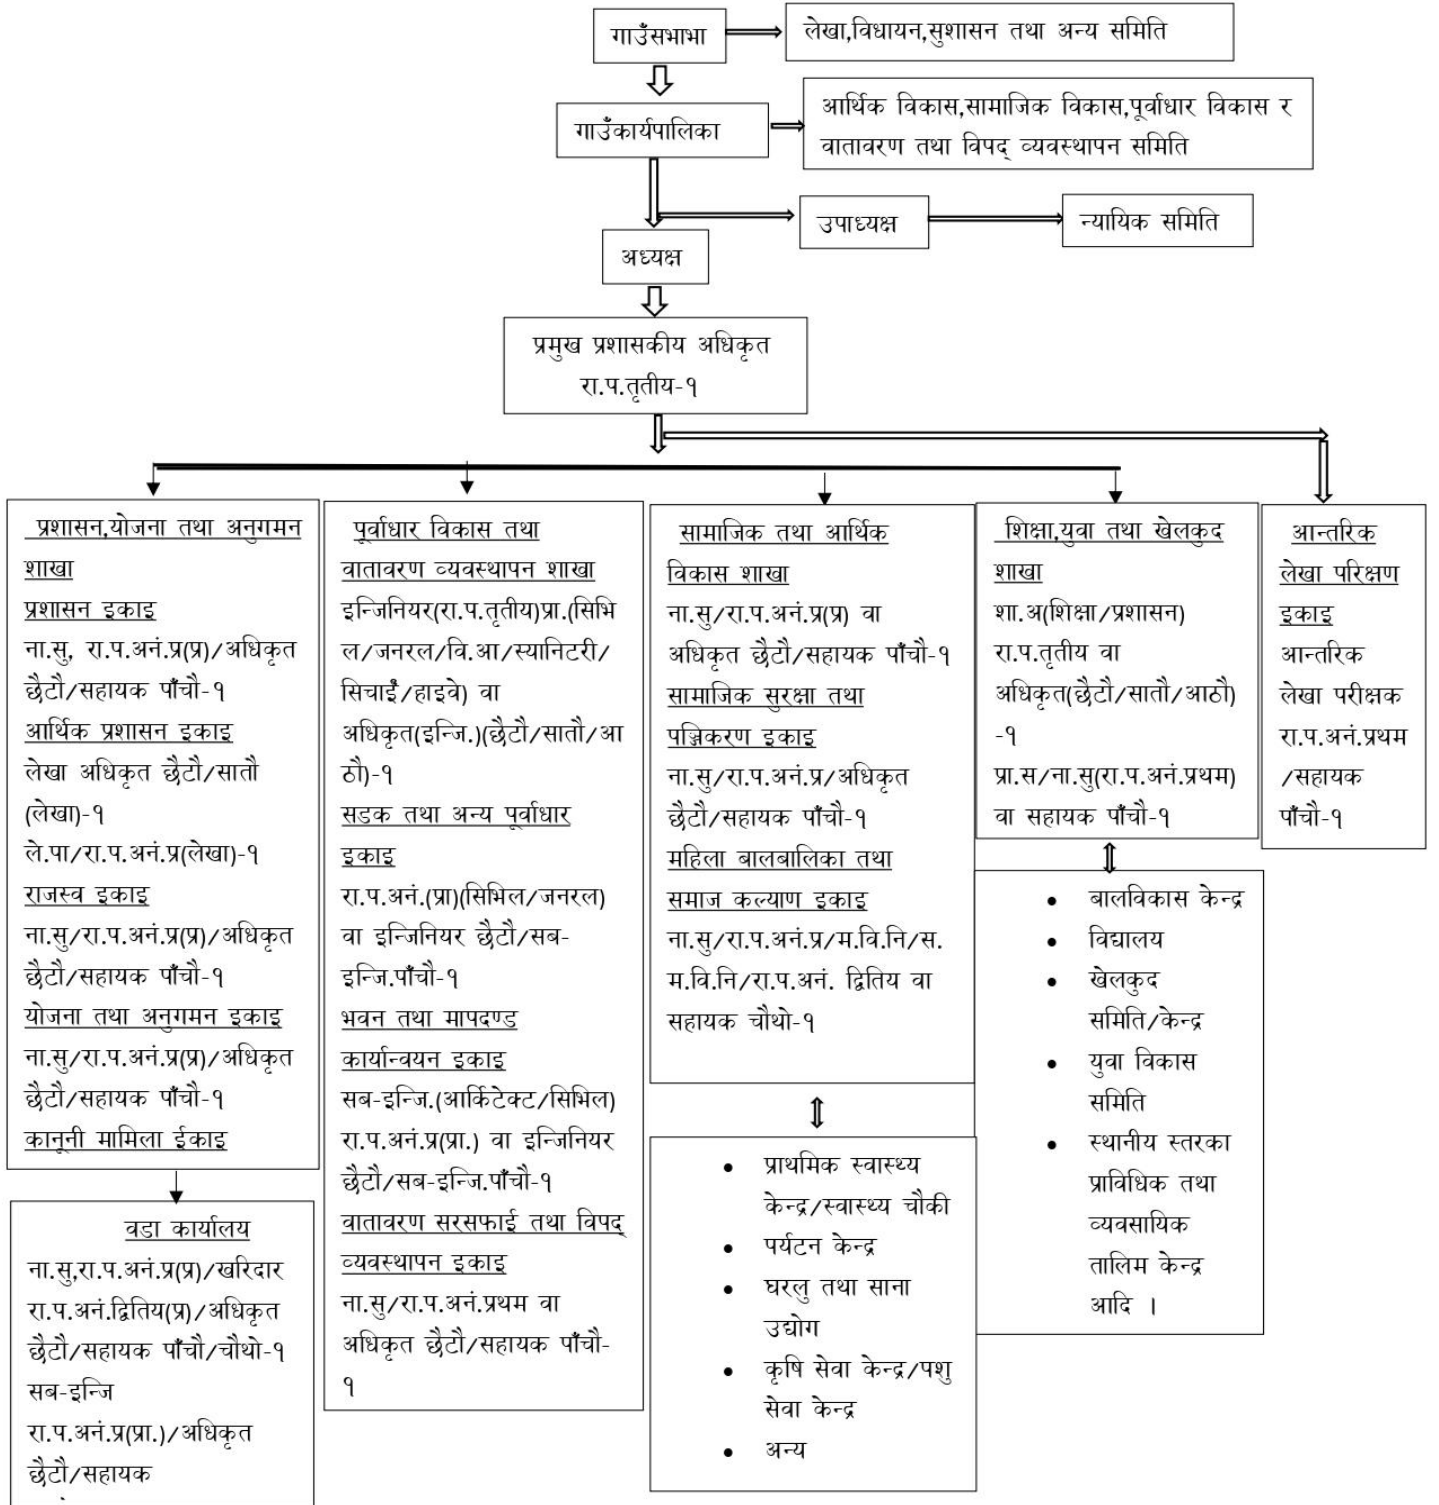 गाउँसभाभा
लेखा,विधायन,सुशासन तथा अन्य समिति
गाउँकार्यपालिका
आर्थिक विकास,सामाजिक विकास,पूर्वाधार विकास र
वातावरण तथा विपद् व्यवस्थापन समिति
उपाध्यक्ष
न्यायिक समिति
अध्यक्ष
प्रमुख प्रशासकीय अधिकृत
रा.प.तृतीय-१
प्रशासन,योजना तथा अनुगमन
शाखा
प्रशासन इकाइ
ना.सु, रा.प.अनं.प्र(प्र)/अधिकृत
छैटौ/सहायक पाँचौ-१
आर्थिक प्रशासन इकाइ
लेखा अधिकृत छैटौ/सातौ
(लेखा)-१
ले.पा/रा.प.अनं.प्र(लेखा)-१
राजस्व इकाइ
ना.सु/रा.प.अनं.प्र(प्र)/अधिकृत
छैटौ/सहायक पाँचौ-१
योजना तथा अनुगमन इकाइ
ना.सु/रा.प.अनं.प्र(प्र)/अधिकृत
छैटौ/सहायक पाँचौ-१
कानूनी मामिला ईकाइ
वडा कार्यालय
ना.सु,रा.प.अनं.प्र(प्र)/खरिदार
रा.प.अनं.द्वितिय(प्र)/अधिकृत
छैटौ/सहायक पाँचौ/चौथो-१
सब-इन्जि
रा.प.अनं.प्र(प्रा.)/अधिकृत
छैटौ/सहायक
पूर्वाधार विकास तथा
वातावरण व्यवस्थापन शाखा
इन्जिनियर(रा.प.तृतीय)प्रा.(सिभि
ल/जनरल/वि.आ/स्यानिटरी/
सिचाईँ/हाइवे) वा
अधिकृत(इन्जि.)(छैटौ/सातौ/आ
ठौ)-१
सडक तथा अन्य पूर्वाधार
इकाइ
रा.प.अनं.(प्रा)(सिभिल/जनरल)
वा इन्जिनियर छैटौ/सब-
इन्जि.पाँचौ-१
भवन तथा मापदण्ड
कार्यान्वयन इकाइ
सब-इन्जि.(आर्किटेक्ट/सिभिल)
रा.प.अनं.प्र(प्रा.) वा इन्जिनियर
छैटौ/सब-इन्जि.पाँचौ-१
वातावरण सरसफाई तथा विपद्
व्यवस्थापन इकाइ
ना.सु/रा.प.अनं.प्रथम वा
अधिकृत छैटौ/सहायक पाँचौ-
१
सामाजिक तथा आर्थिक
विकास शाखा
ना.सु/रा.प.अनं.प्र(प्र) वा
अधिकृत छैटौ/सहायक पाँचौ-१
सामाजिक सुरक्षा तथा
पञ्जिकरण इकाइ
ना.सु/रा.प.अनं.प्र/अधिकृत
छैटौ/सहायक पाँचौ-१
महिला बालबालिका तथा
समाज कल्याण इकाइ
ना.सु/रा.प.अनं.प्र/म.वि.नि/स.
म.वि.नि/रा.प.अनं. द्वितिय वा
सहायक चौथो-१
• प्राथमिक स्वास्थ्य
केन्द्र/स्वास्थ्य चौकी
• पर्यटन केन्द्र
• घरलु तथा साना
उद्योग
• कृषि सेवा केन्द्र/पशु
सेवा केन्द्र
• अन्य
शिक्षा,युवा तथा खेलकुद
शाखा
शा.अ(शिक्षा/प्रशासन)
रा.प.तृतीय वा
अधिकृत(छैटौ/सातौ/आठौ)
-१
प्रा.स/ना.सु(रा.प.अनं.प्रथम)
वा सहायक पाँचौ-१
• बालविकास केन्द्र
• विद्यालय
• खेलकुद
समिति/केन्द्र
• युवा विकास
समिति
• स्थानीय स्तरका
प्राविधिक तथा
व्यवसायिक
तालिम केन्द्र
आदि ।
आन्तरिक
लेखा परिक्षण
इकाइ
आन्तरिक
लेखा परीक्षक
रा.प.अनं.प्रथम
/सहायक
पाँचौ-१